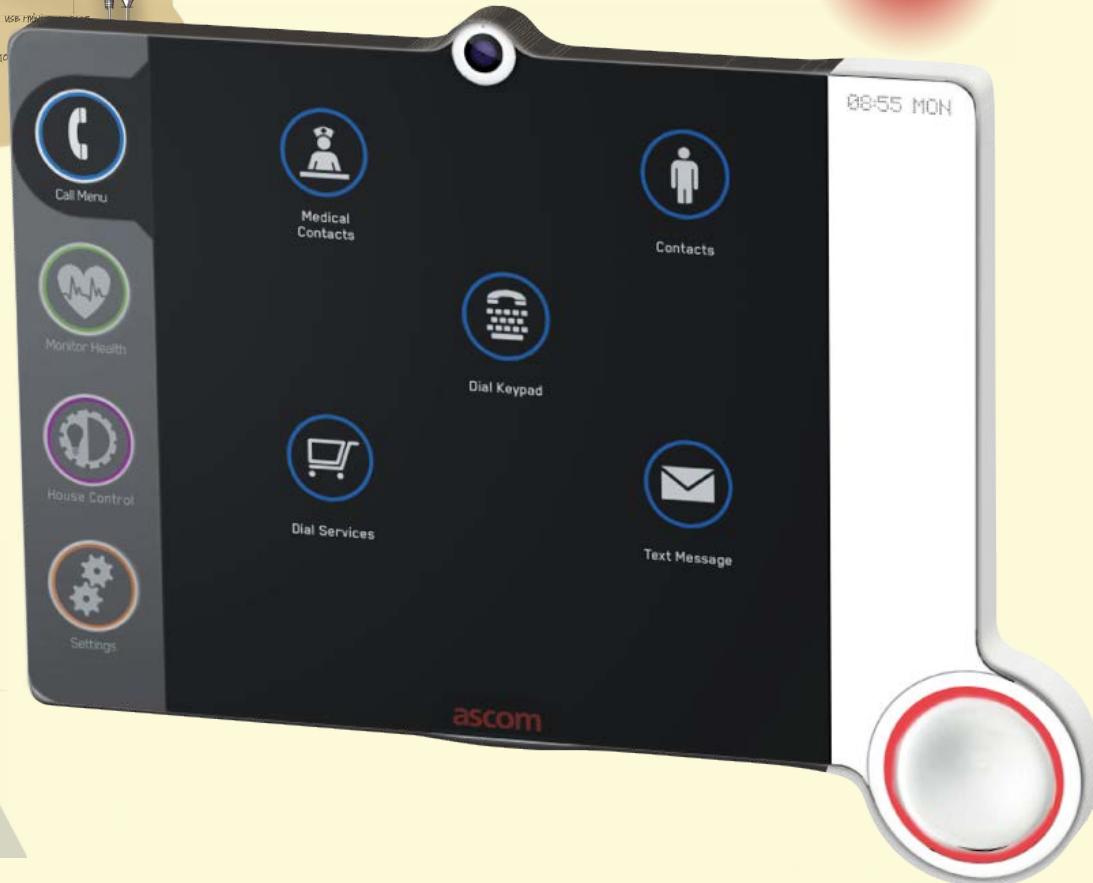 08:55 MON
Call Menu
Medical
Contacts
Contacts
Monitor Health
Dial Keypad
House Control
Dial Services
Text Message
Settings
ascom